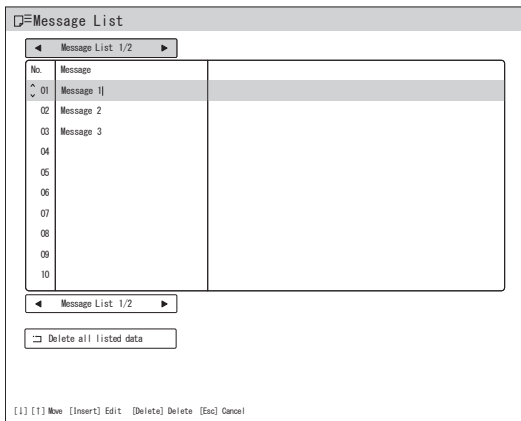 Message List
◀ Message List 1/2 ▶
No. Message
01 Message 1
02 Message 2
03 Message 3
04
05
06
07
08
09
10
◀ Message List 1/2 ▶
Delete all listed data
[↓] [↑] Move [Insert] Edit [Delete] Delete [Esc] Cancel